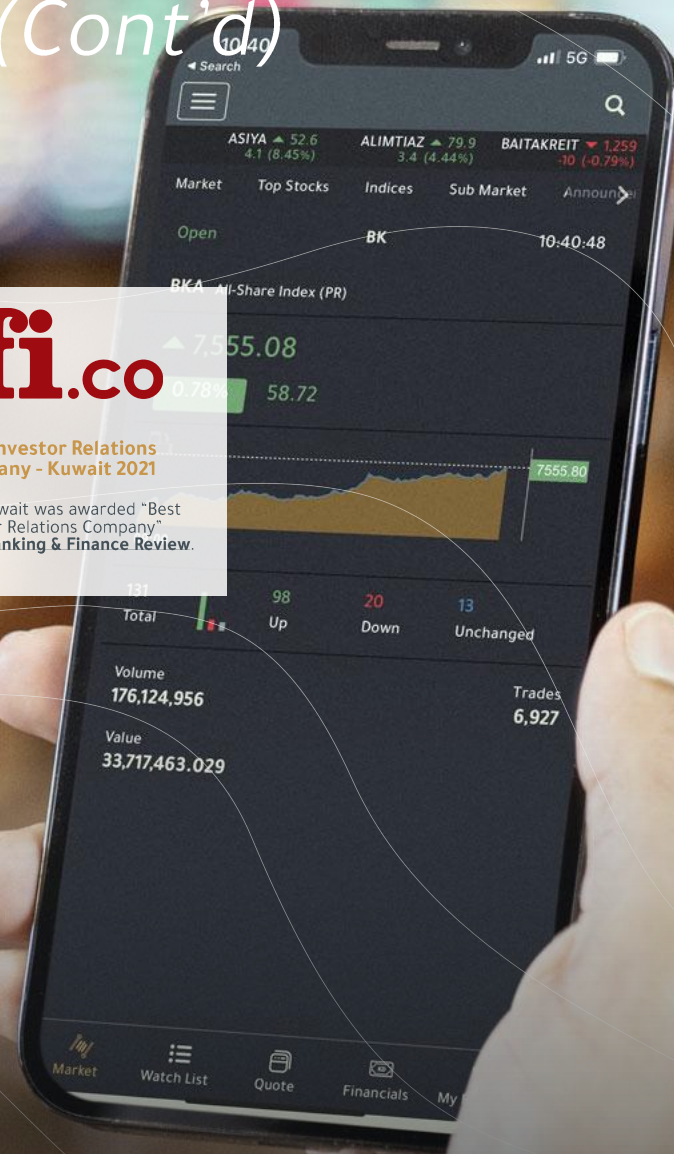 (Cont'd)
10:40
◄ Search
5G
ASIYA ▲ 52.6
4.1 (8.45%)
ALIMTIAZ ▲ 79.9
3.4 (4.44%)
BAITAKREIT ▼ 1,259
-10 (-0.79%)
Market Top Stocks Indices Sub Market
Open BK 10:40:48
BKA All-Share Index (PR)
▲ 7,555.08
0.78% 58.72
fi.co
nvestor Relations
any - Kuwait 2021
wait was awarded “Best
r Relations Company”
nking & Finance Review.
7555.80
131
Total
98
Up
20
Down
13
Unchanged
Volume
176,124,956
Trades
6,927
Value
33,717,463.029
Market
Watch List
Quote
Financials
My